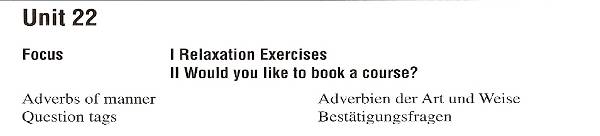 Unit 22
Focus I Relaxation Exercises
II Would you like to book a course?
Adverbs of manner Adverbien der Art und Weise
Question tags Bestätigungsfragen